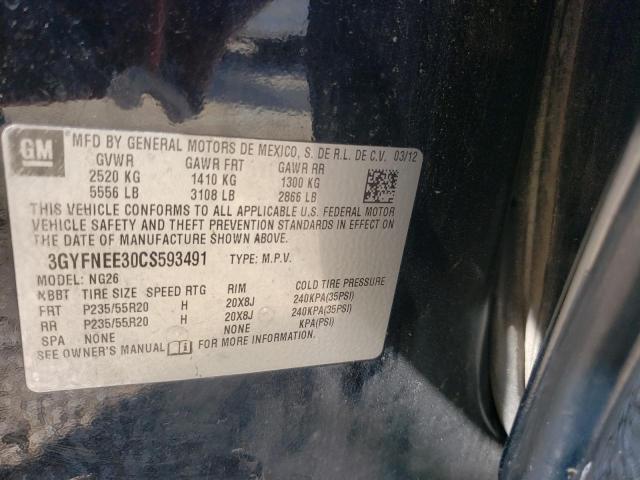 GM
MFD BY GENERAL MOTORS DE MEXICO, S. DE R.L. DE C.V. 03/12
GVWR GAWR FRT GAWR RR
2520 KG 1410 KG 1300 KG
5556 LB 3108 LB 2866 LB
THIS VEHICLE CONFORMS TO ALL APPLICABLE U.S. FEDERAL MOTOR
VEHICLE SAFETY AND THEFT PREVENTION STANDARDS IN EFFECT ON
THE DATE OF MANUFACTURE SHOWN ABOVE.
3GYFNEE30CS593491 TYPE: M.P.V.
MODEL: NG26
KBBT TIRE SIZE SPEED RTG RIM COLD TIRE PRESSURE
FRT P235/55R20 H 20X8J 240KPA(35PSI)
RR P235/55R20 H 20X8J 240KPA(35PSI)
SPA NONE NONE KPA(PSI)
SEE OWNER'S MANUAL FOR MORE INFORMATION.